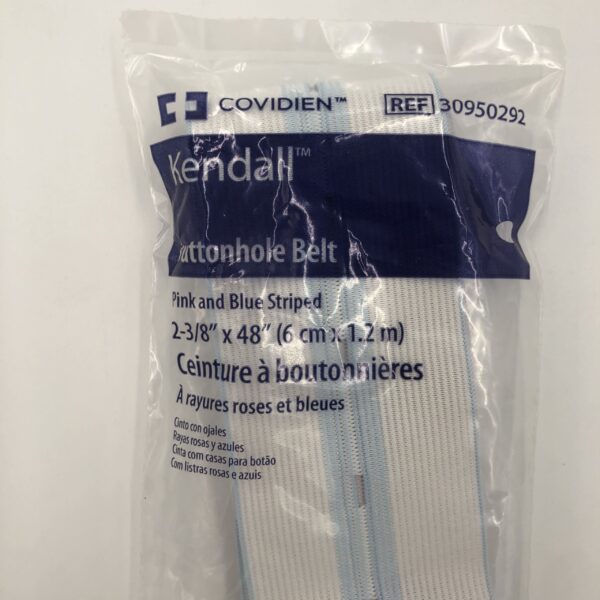 COVIDIEN™
REF 30950292
Kendall™
Buttonhole Belt
Pink and Blue Striped
2-3/8" x 48" (6 cm x 1.2 m)
Ceinture à boutonnières
À rayures roses et bleues
Cinto con ojales
Rayas rosas y azules
Cinta com casas para botão
Com listras rosas e azuis